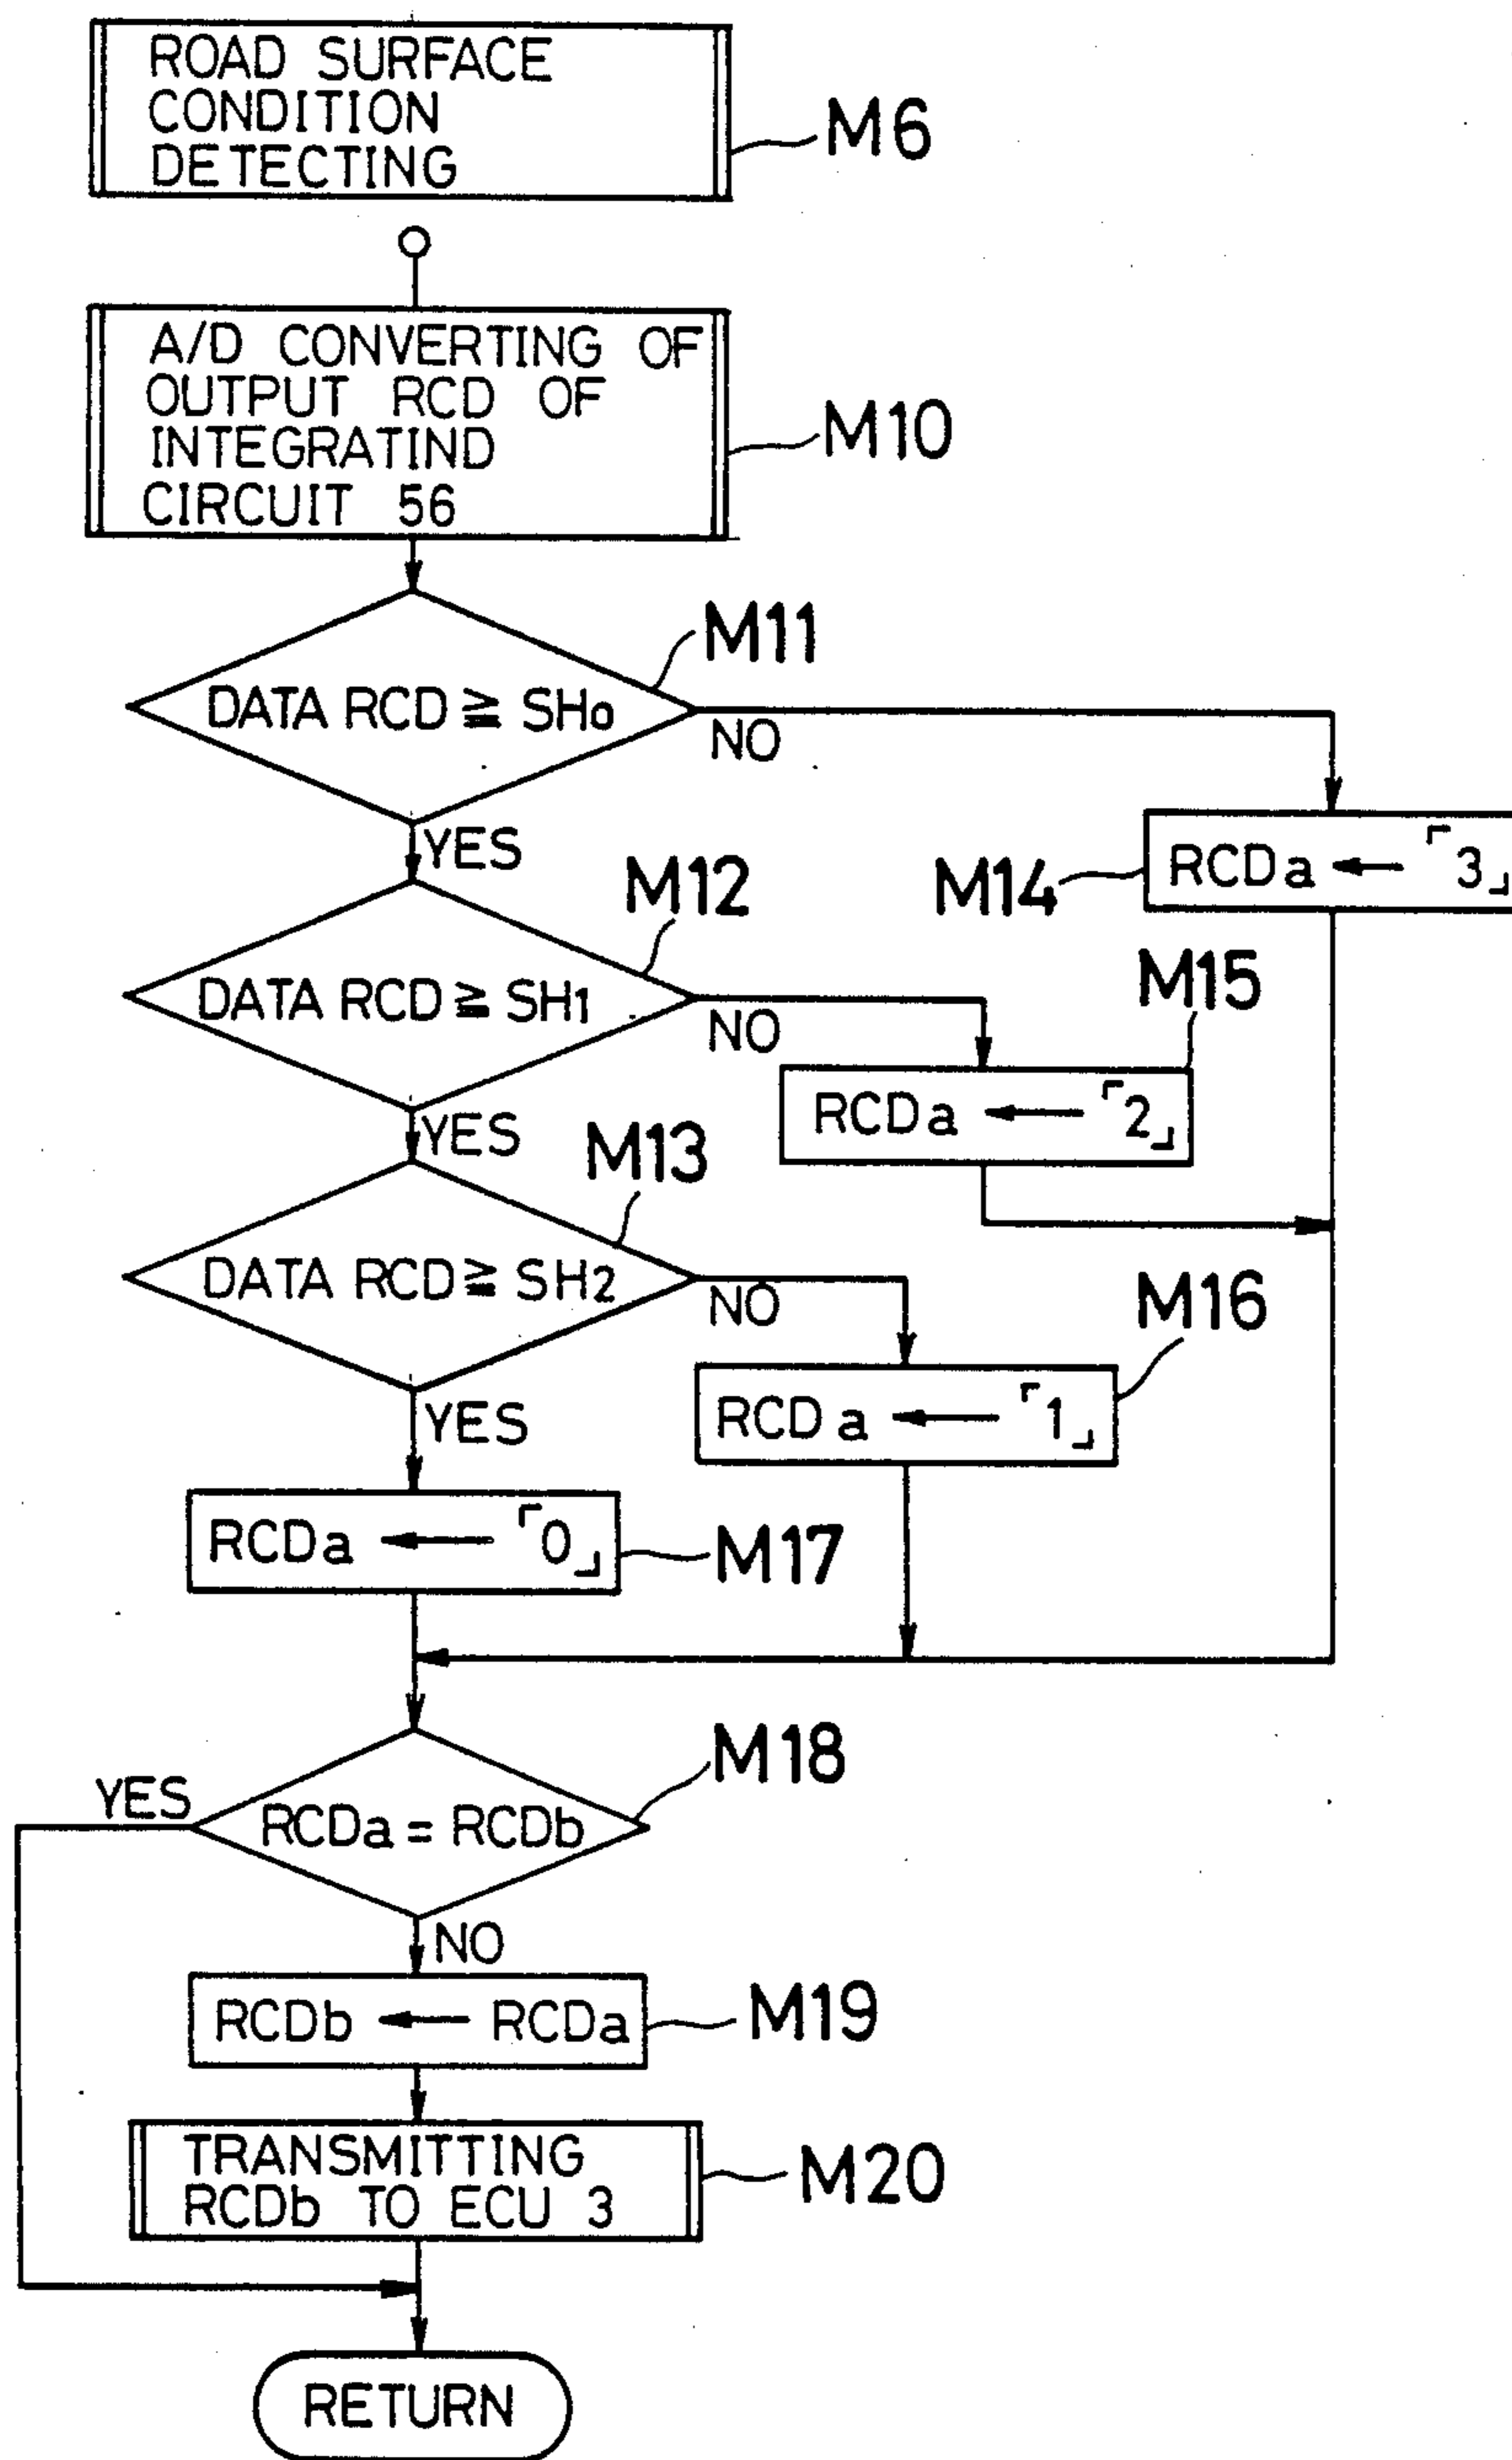 ROAD SURFACE
CONDITION
DETECTING
M6
A/D CONVERTING OF
OUTPUT RCD OF
INTEGRATIND
CIRCUIT 56
M10
M11
DATA RCD ≧ SHo
NO
YES
M12
M14
RCDa ← 「3」
DATA RCD ≧ SH1
NO
M15
RCDa ← 「2」
YES
M13
DATA RCD ≧ SH2
NO
M16
RCDa ← 「1」
YES
RCDa ← 「0」
M17
M18
YES
RCDa = RCDb
NO
RCDb ← RCDa
M19
TRANSMITTING
RCDb TO ECU 3
M20
RETURN